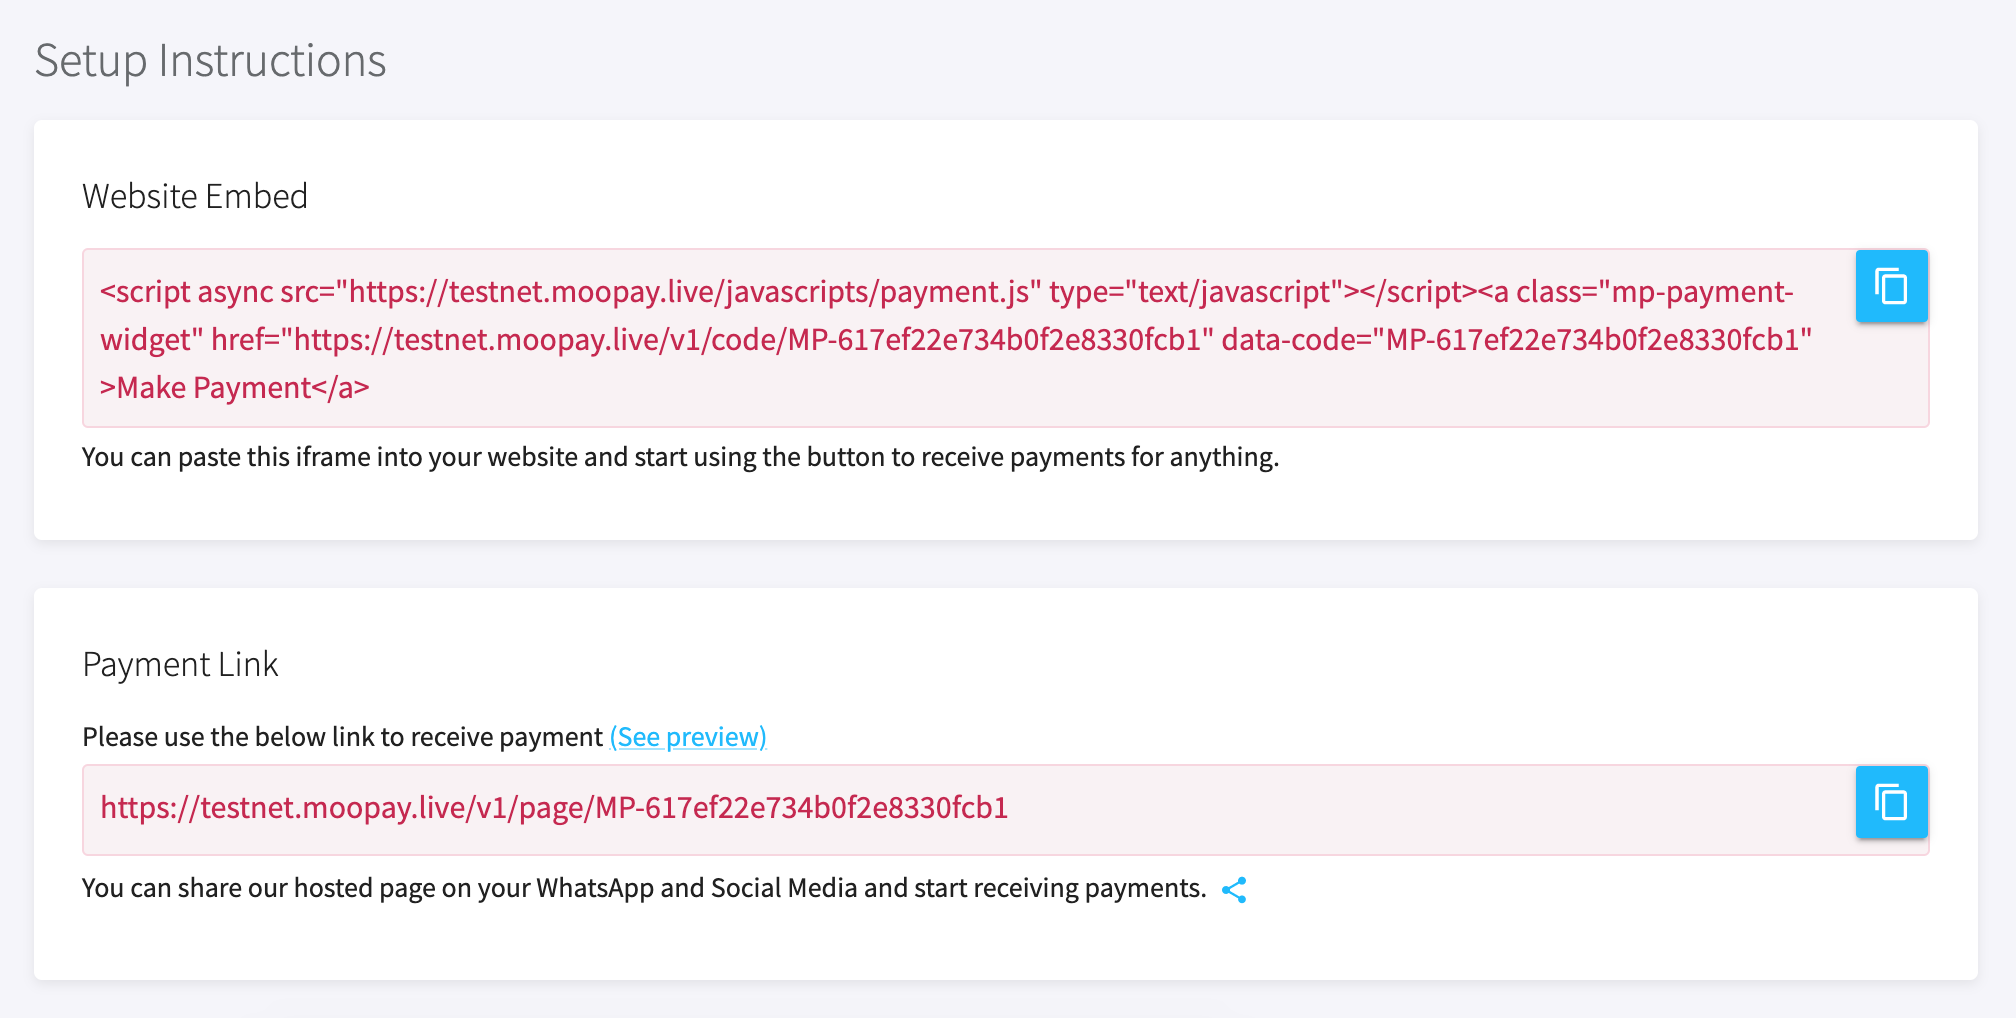 Setup Instructions
Website Embed
<script async src="https://testnet.moopay.live/javascripts/payment.js" type="text/javascript"></script><a class="mp-payment-
widget" href="https://testnet.moopay.live/v1/code/MP-617ef22e734b0f2e8330fcb1" data-code="MP-617ef22e734b0f2e8330fcb1"
>Make Payment</a>
You can paste this iframe into your website and start using the button to receive payments for anything.
Payment Link
Please use the below link to receive payment (See preview)
https://testnet.moopay.live/v1/page/MP-617ef22e734b0f2e8330fcb1
You can share our hosted page on your WhatsApp and Social Media and start receiving payments.